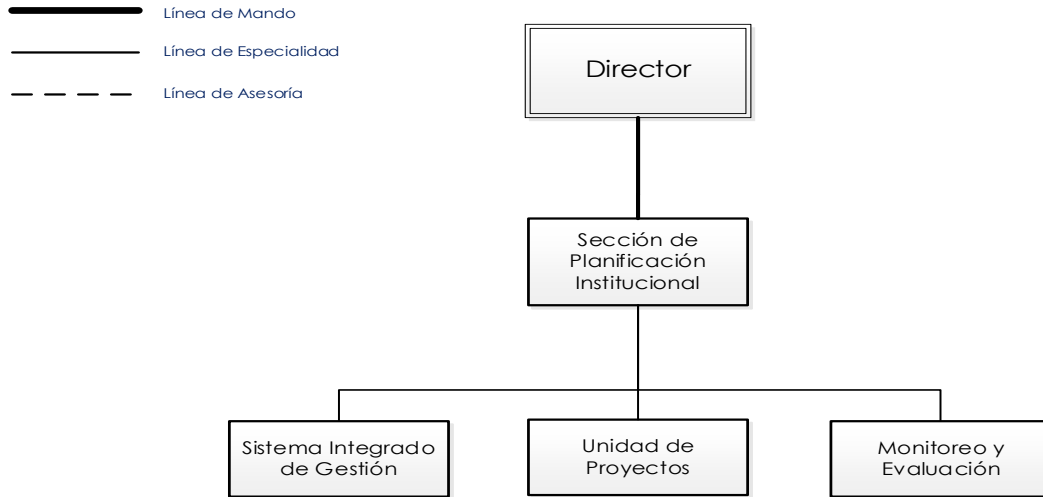 Línea de Mando
Línea de Especialidad
Línea de Asesoría
Director
Sección de
Planificación
Institucional
Sistema Integrado
de Gestión
Unidad de
Proyectos
Monitoreo y
Evaluación